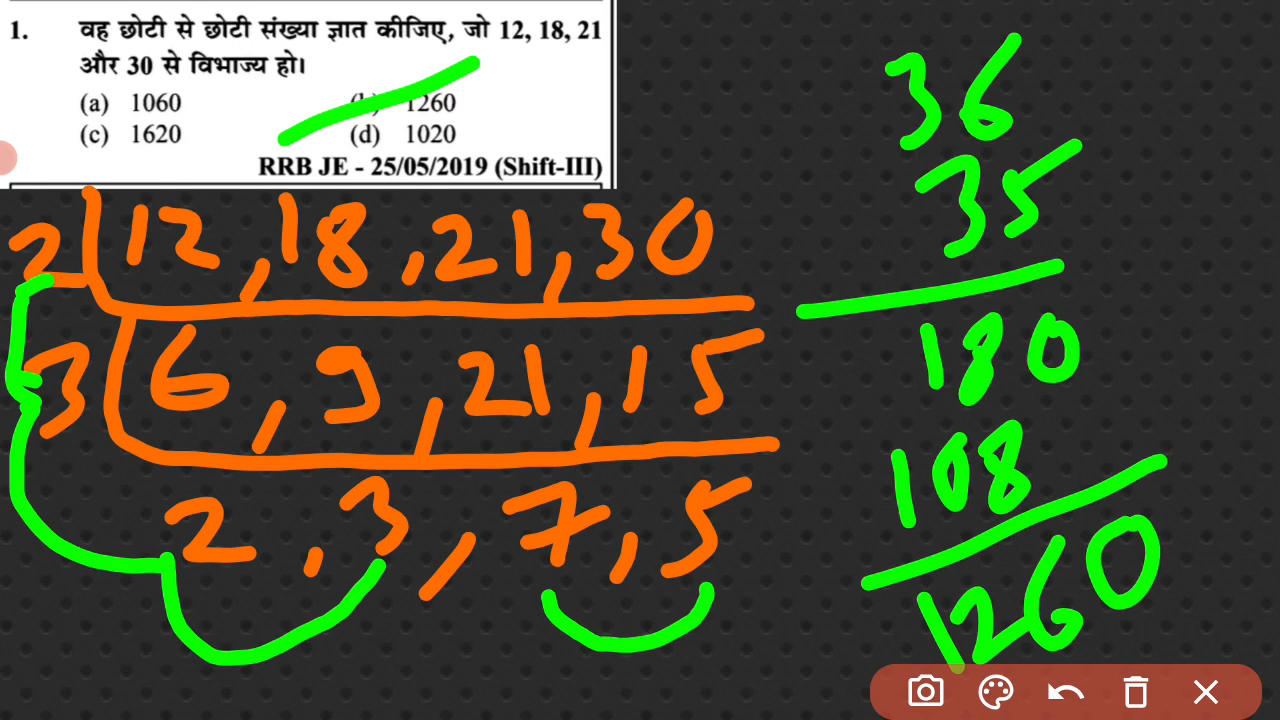 1. वह छोटी से छोटी संख्या ज्ञात कीजिए, जो 12, 18, 21
और 30 से विभाज्य हो।
(a) 1060 (b) 1260
(c) 1620 (d) 1020
RRB JE - 25/05/2019 (Shift-III)
2 12, 18, 21, 30
3 6, 9, 21, 15
2, 3, 7, 5
36
35
180
108
1260